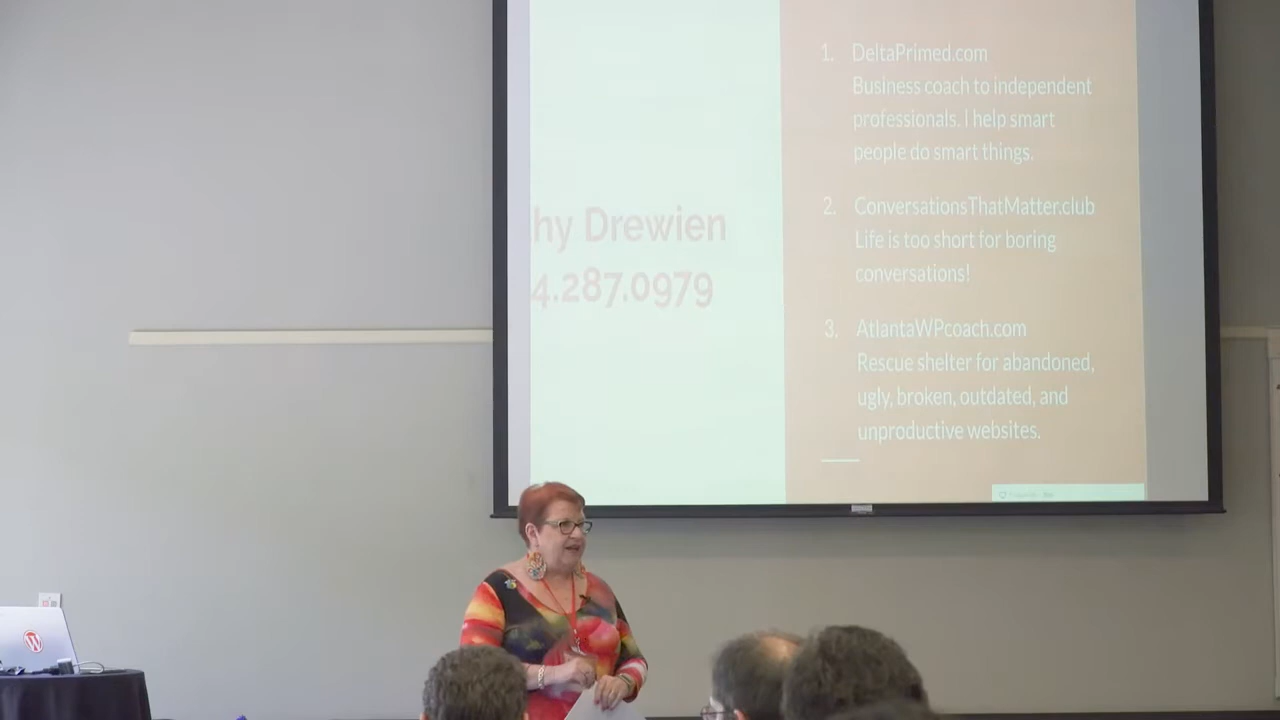 hy Drewien
4.287.0979
1. DeltaPrimed.com
Business coach to independent
professionals. I help smart
people do smart things.
2. ConversationsThatMatter.club
Life is too short for boring
conversations!
3. AtlantaWPcoach.com
Rescue shelter for abandoned,
ugly, broken, outdated, and
unproductive websites.